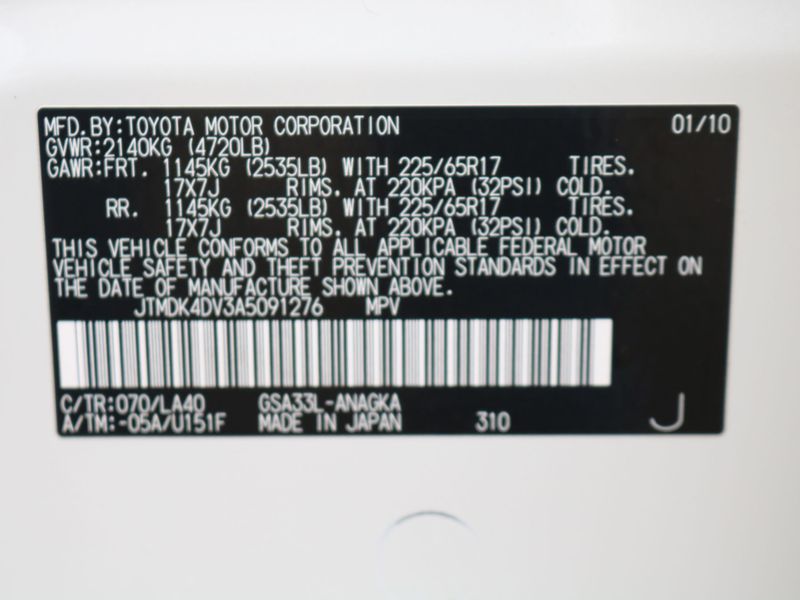 MFD.BY:TOYOTA MOTOR CORPORATION 01/10
GVWR:2140KG (4720LB)
GAWR:FRT. 1145KG (2535LB) WITH 225/65R17 TIRES.
17X7J RIMS. AT 220KPA (32PSI) COLD.
RR. 1145KG (2535LB) WITH 225/65R17 TIRES.
17X7J RIMS. AT 220KPA (32PSI) COLD.
THIS VEHICLE CONFORMS TO ALL APPLICABLE FEDERAL MOTOR
VEHICLE SAFETY AND THEFT PREVENTION STANDARDS IN EFFECT ON
THE DATE OF MANUFACTURE SHOWN ABOVE.
JTMDK4DV3A5091276 MPV
C/TR:070/LA40 GSA33L-ANAGKA
A/TM:-05A/U151F MADE IN JAPAN 310 J